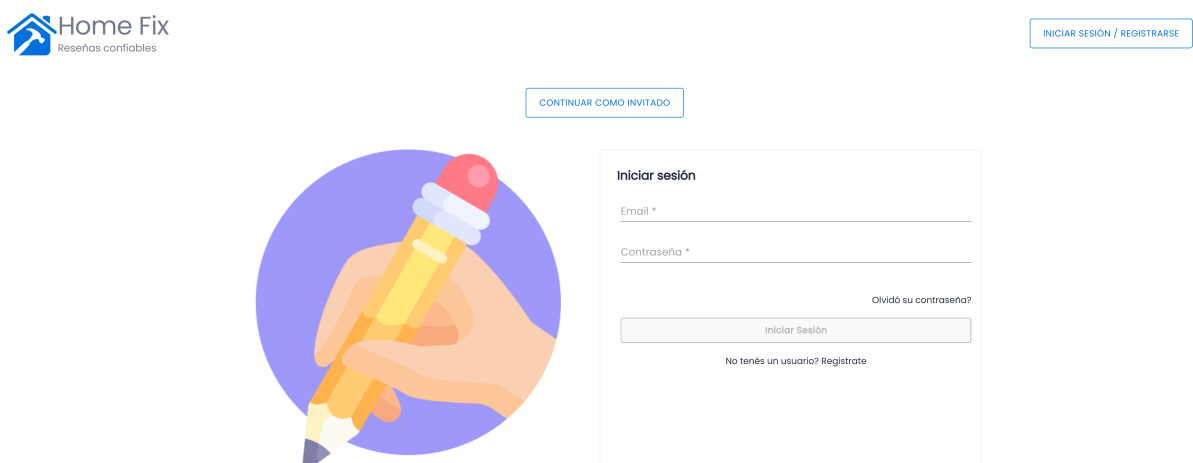 Home Fix
Reseñas confiables
INICIAR SESIÓN / REGISTRARSE
CONTINUAR COMO INVITADO
Iniciar sesión
Email *
Contraseña *
Olvidó su contraseña?
Iniciar Sesión
No tenés un usuario? Registrate